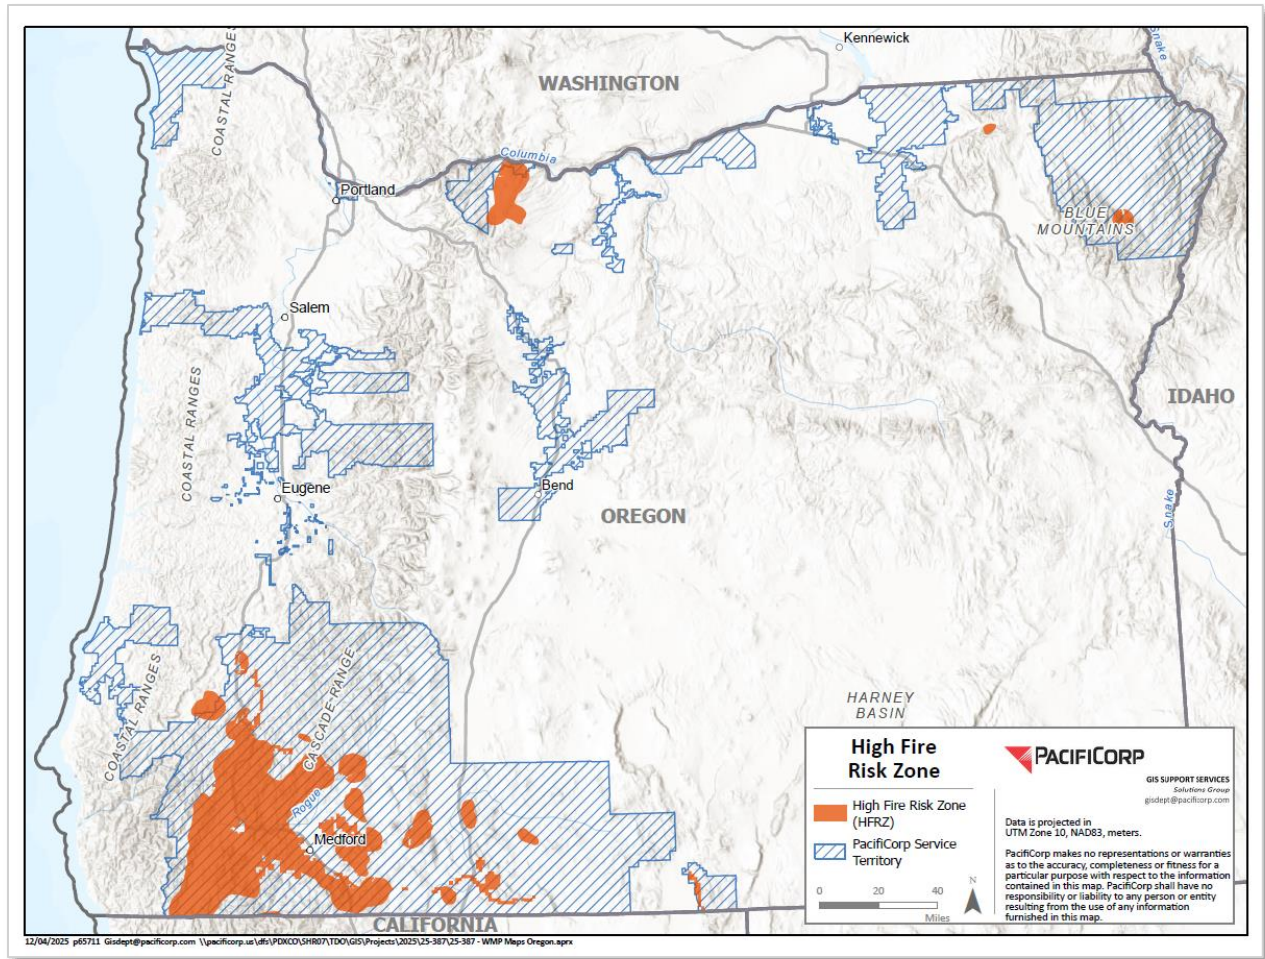 Kennewick
Snake
WASHINGTON
COASTAL RANGES
Columbia
Portland
BLUE
MOUNTAINS
Salem
COASTAL RANGES
IDAHO
Eugene
Bend
OREGON
Snake
COASTAL RANGES
CASCADE RANGE
HARNEY
BASIN
Rogue
Medford
CALIFORNIA
High Fire
Risk Zone
High Fire Risk Zone
(HFRZ)
PacifiCorp Service
Territory
0 20 40
Miles
N
PACIFICORP
GIS SUPPORT SERVICES
Solutions Group
gisdept@pacificorp.com
Data is projected in
UTM Zone 10, NAD83, meters.
PacifiCorp makes no representations or warranties
as to the accuracy, completeness or fitness for a
particular purpose with respect to the information
contained in this map. PacifiCorp shall have no
responsibility or liability to any person or entity
resulting from the use of any information
furnished in this map.
12/04/2025 p65711 Gisdept@pacificorp.com \\pacificorp.us\dfs\PDXCO\SHR07\TDO\GIS\Projects\2025\25-387\25-387 - WMP Maps Oregon.aprx